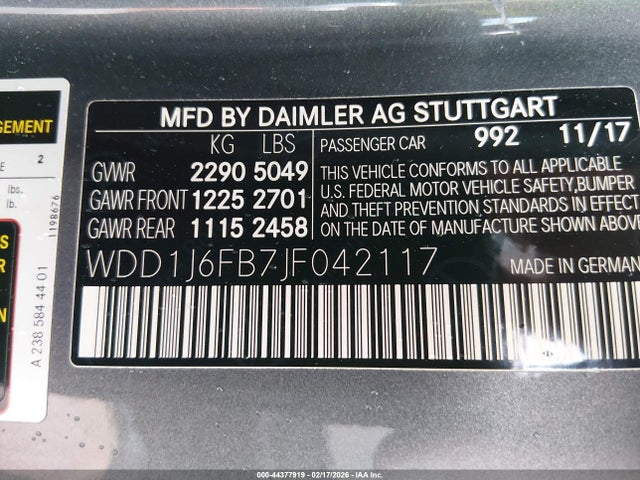 MFD BY DAIMLER AG STUTTGART
KG LBS
GVWR 2290 5049
GAWR FRONT 1225 2701
GAWR REAR 1115 2458
PASSENGER CAR 992 11/17
THIS VEHICLE CONFORMS TO ALL APPLICABLE
U.S. FEDERAL MOTOR VEHICLE SAFETY,BUMPER
AND THEFT PREVENTION, STANDARDS IN EFFECT
ON THE DATE OF MANUFACTURE SHOWN ABOVE
WDD1J6FB7JF042117
MADE IN GERMAN
GEMENT
E 2
lbs.
lb.
1198676
S
ER
N
A 238 584 44 01
000-44377919 - 02/17/2026 - IAA Inc.